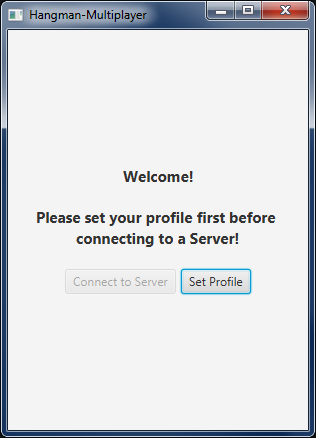 Hangman-Multiplayer
Welcome!
Please set your profile first before
connecting to a Server!
Connect to Server Set Profile